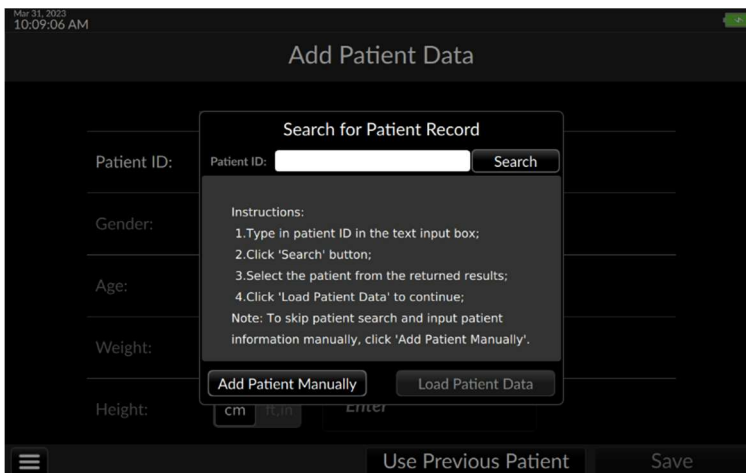 Mar 31, 2023
10:09:06 AM
Add Patient Data
Search for Patient Record
Patient ID:
Patient ID:
Search
Instructions:
1.Type in patient ID in the text input box;
2.Click 'Search' button;
3.Select the patient from the returned results;
4.Click 'Load Patient Data' to continue;
Note: To skip patient search and input patient
information manually, click 'Add Patient Manually'.
Gender:
Age:
Weight:
Add Patient Manually
Load Patient Data
Height:
cm
ft.in
Enter
Use Previous Patient
Save